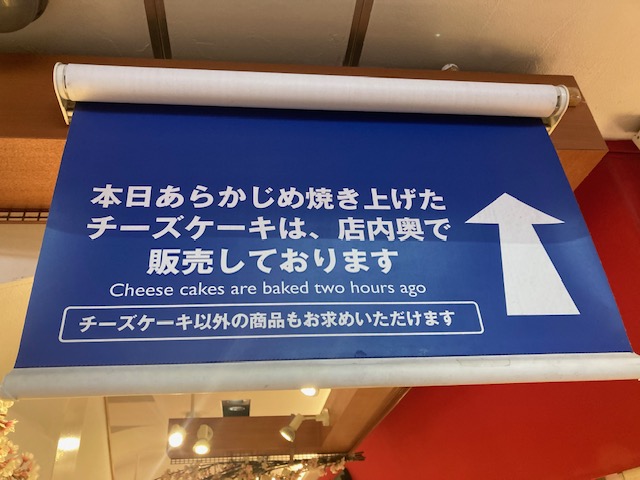 本日あらかじめ焼き上げた
チーズケーキは、店内奥で
販売しております
Cheese cakes are baked two hours ago
チーズケーキ以外の商品もお求めいただけます